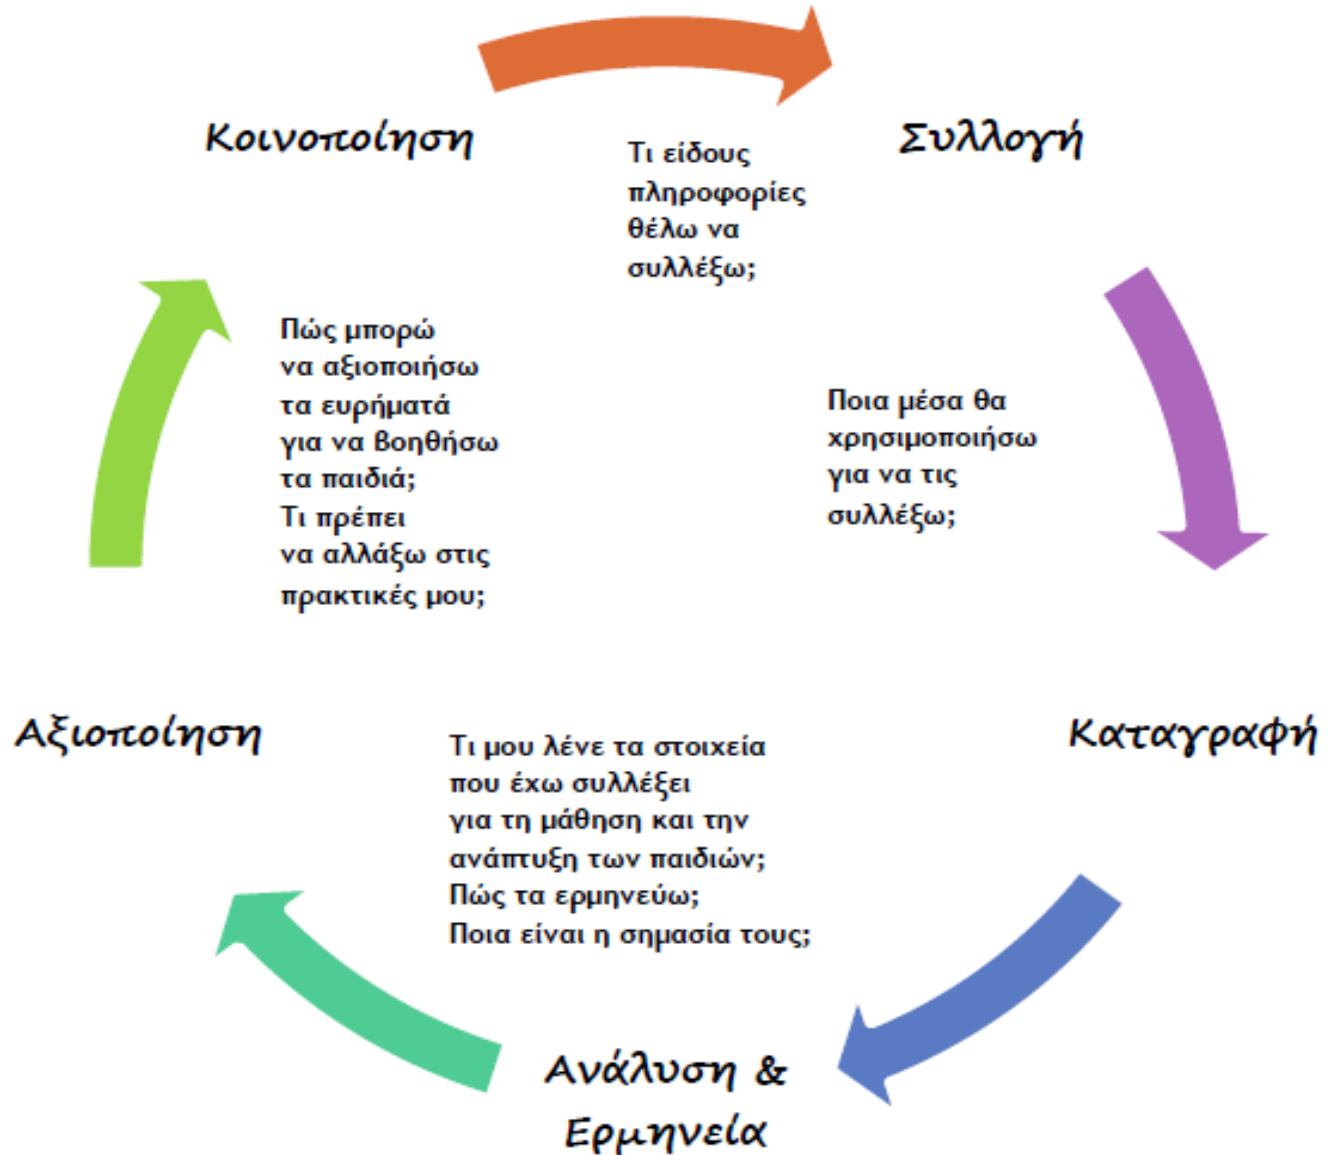 Κοινοποίηση
Συλλογή
Τι είδους
πληροφορίες
θέλω να
συλλέξω;
Πώς μπορώ
να αξιοποιήσω
τα ευρήματά
για να βοηθήσω
τα παιδιά;
Τι πρέπει
να αλλάξω στις
πρακτικές μου;
Ποια μέσα θα
χρησιμοποιήσω
για να τις
συλλέξω;
Αξιοποίηση
Καταγραφή
Τι μου λένε τα στοιχεία
που έχω συλλέξει
για τη μάθηση και την
ανάπτυξη των παιδιών;
Πώς τα ερμηνεύω;
Ποια είναι η σημασία τους;
Ανάλυση &
Ερμηνεία